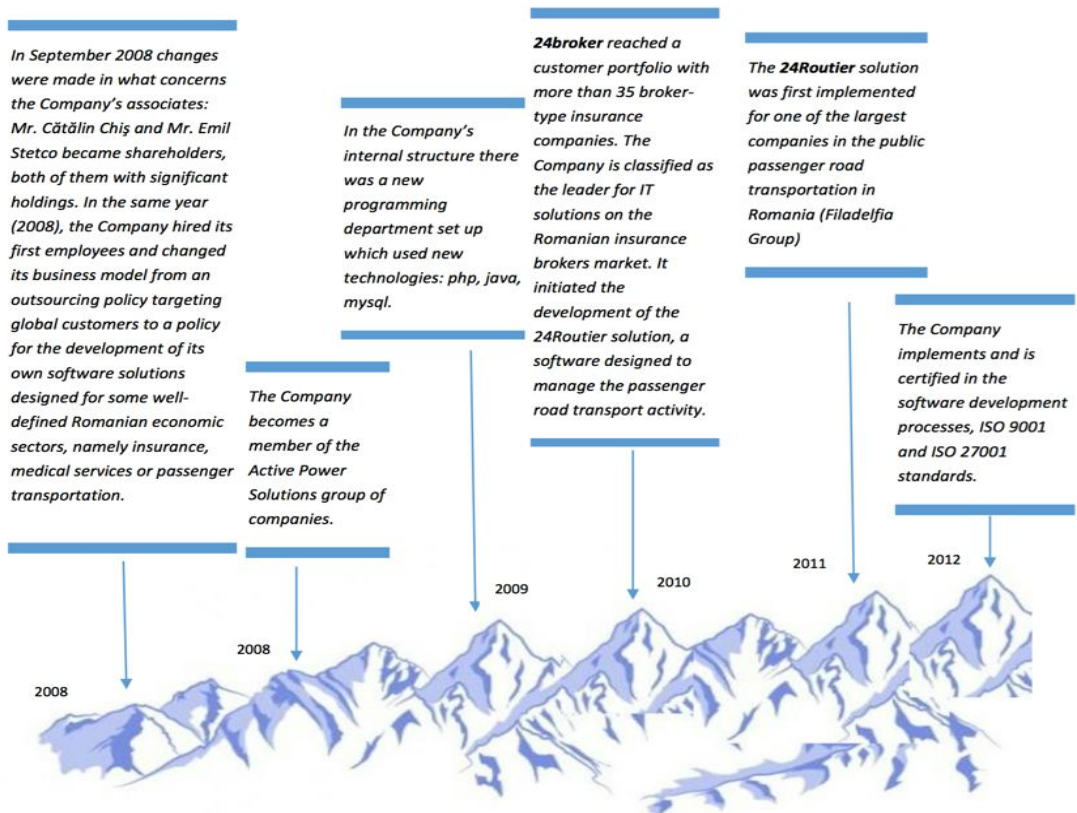 In September 2008 changes
were made in what concerns
the Company's associates:
Mr. Cătălin Chiș and Mr. Emil
Stetco became shareholders,
both of them with significant
holdings. In the same year
(2008), the Company hired its
first employees and changed
its business model from an
outsourcing policy targeting
global customers to a policy
for the development of its
own software solutions
designed for some well-
defined Romanian economic
sectors, namely insurance,
medical services or passenger
transportation.
2008
The Company
becomes a
member of the
Active Power
Solutions group of
companies.
2008
In the Company's
internal structure there
was a new
programming
department set up
which used new
technologies: php, java,
mysql.
2009
24broker reached a
customer portfolio with
more than 35 broker-
type insurance
companies. The
Company is classified as
the leader for IT
solutions on the
Romanian insurance
brokers market. It
initiated the
development of the
24Routier solution, a
software designed to
manage the passenger
road transport activity.
2010
The 24Routier solution
was first implemented
for one of the largest
companies in the public
passenger road
transportation in
Romania (Filadelfia
Group)
2011
The Company
implements and is
certified in the
software development
processes, ISO 9001
and ISO 27001
standards.
2012